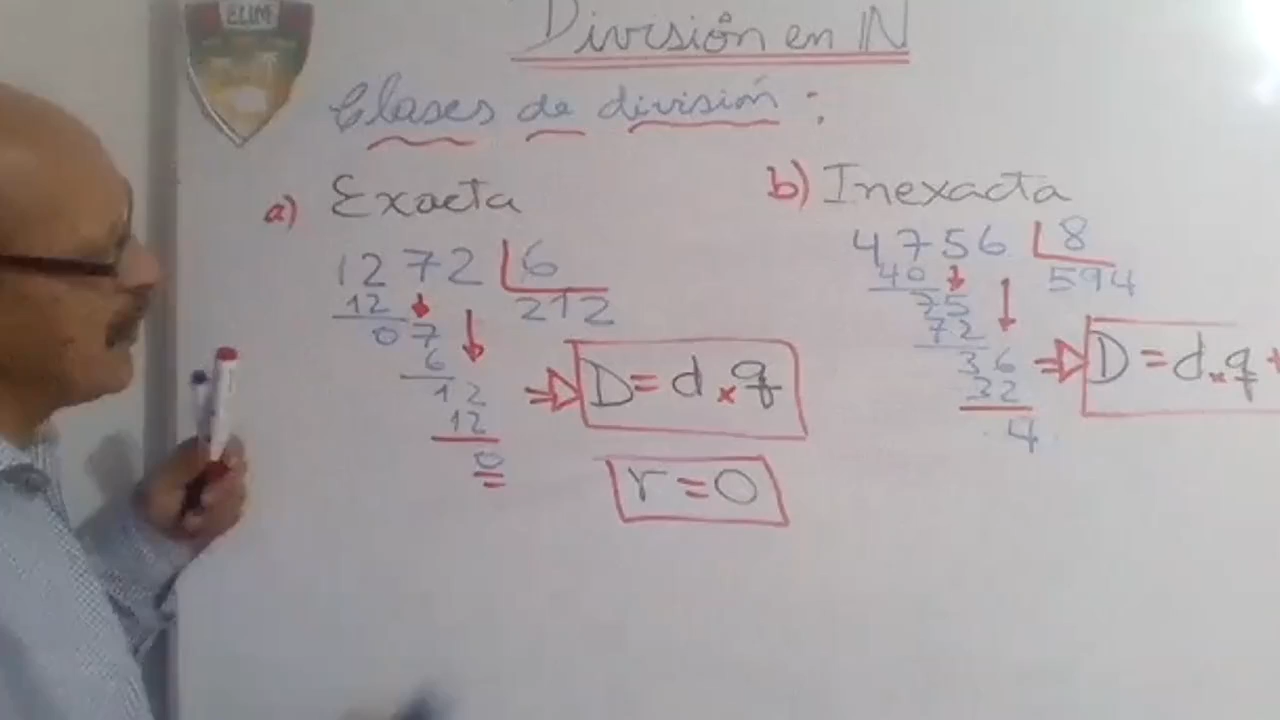 División en N
Clases de división :
a) Exacta
1272 6
12 212
07
6
12
12
0
D = d x q
r = 0
b) Inexacta
4756 8
40 594
75
72
36
32
4
D = d x q +